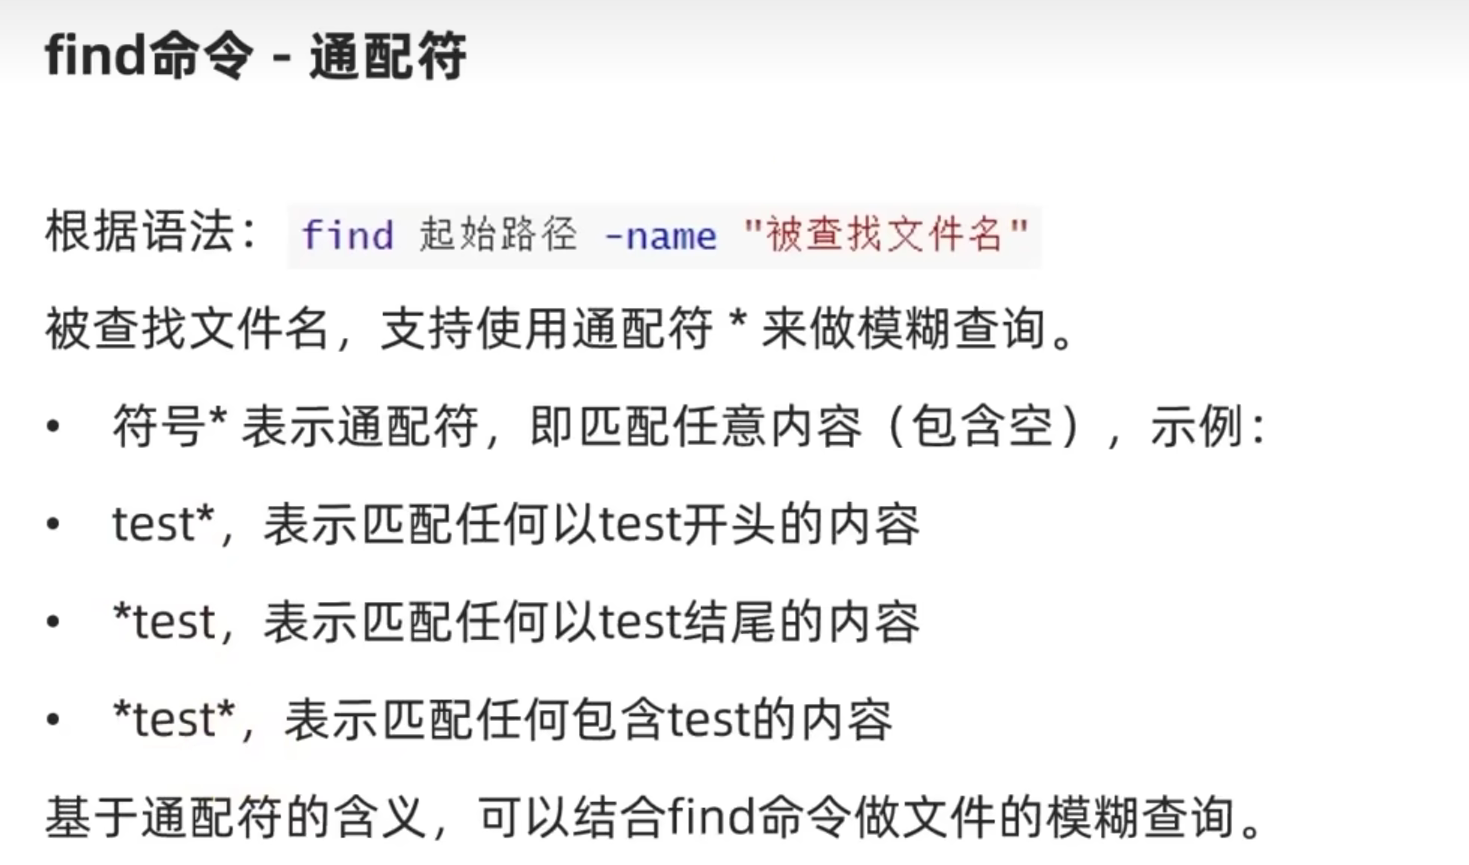 find命令 - 通配符
根据语法： find 起始路径 -name "被查找文件名"
被查找文件名，支持使用通配符 * 来做模糊查询。
• 符号* 表示通配符，即匹配任意内容（包含空），示例：
• test*，表示匹配任何以test开头的内容
• *test，表示匹配任何以test结尾的内容
• *test*，表示匹配任何包含test的内容
基于通配符的含义，可以结合find命令做文件的模糊查询。